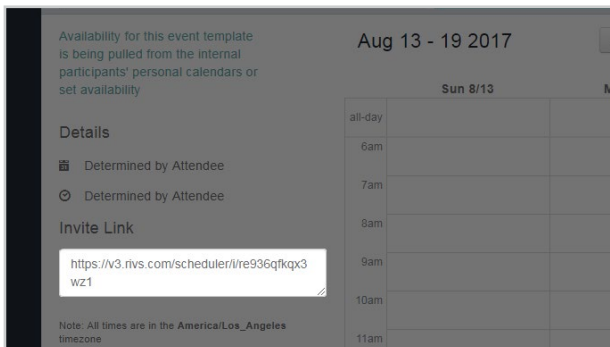 Availability for this event template
is being pulled from the internal
participants' personal calendars or
set availability
Details
Determined by Attendee
Determined by Attendee
Invite Link
https://v3.rivs.com/scheduler/i/re936qfkqx3
wz1
Note: All times are in the America/Los_Angeles
timezone
Aug 13 - 19 2017
Sun 8/13
all-day
6am
7am
8am
9am
10am
11am